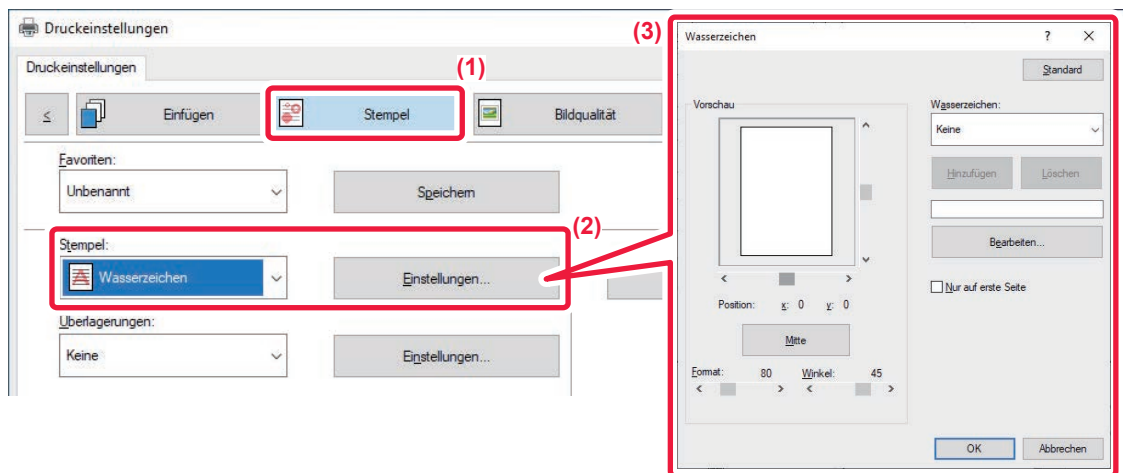 Druckeinstellungen
Druckeinstellungen
(1)
< Einfügen Stempel Bildqualität
Favoriten:
Unbenannt Speichern
(2)
Stempel:
Wasserzeichen Einstellungen...
Uberlagerungen:
Keine Einstellungen...
(3)
Wasserzeichen ? X
Standard
Vorschau
Wasserzeichen:
Keine
Hinzufügen Löschen
Bearbeiten...
Nur auf erste Seite
Position: x: 0 y: 0
Mitte
Format: 80 Winkel: 45
< > < >
OK Abbrechen